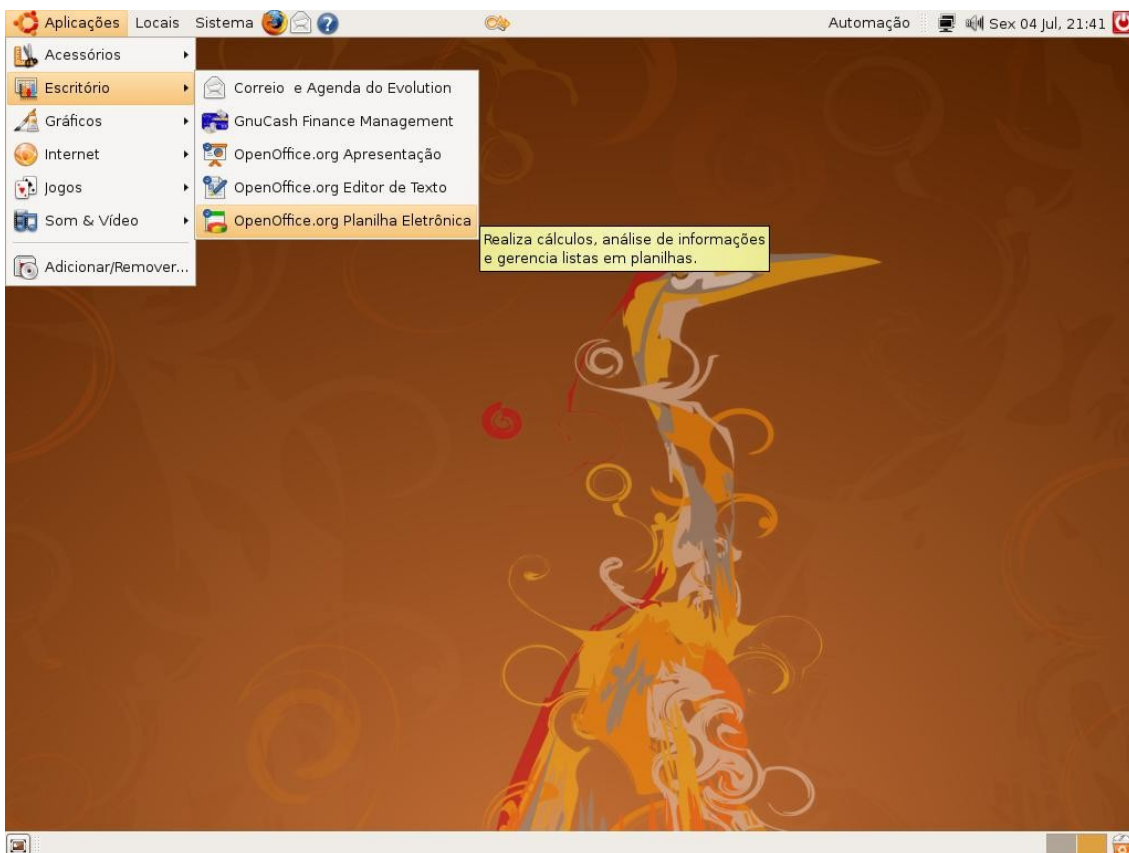 Aplicações Locais Sistema Automação Sex 04 Jul, 21:41
Acessórios
Escritório
Gráficos
Internet
Jogos
Som & Vídeo
Adicionar/Remover...
Correio e Agenda do Evolution
GnuCash Finance Management
OpenOffice.org Apresentação
OpenOffice.org Editor de Texto
OpenOffice.org Planilha Eletrônica
Realiza cálculos, análise de informações
e gerencia listas em planilhas.